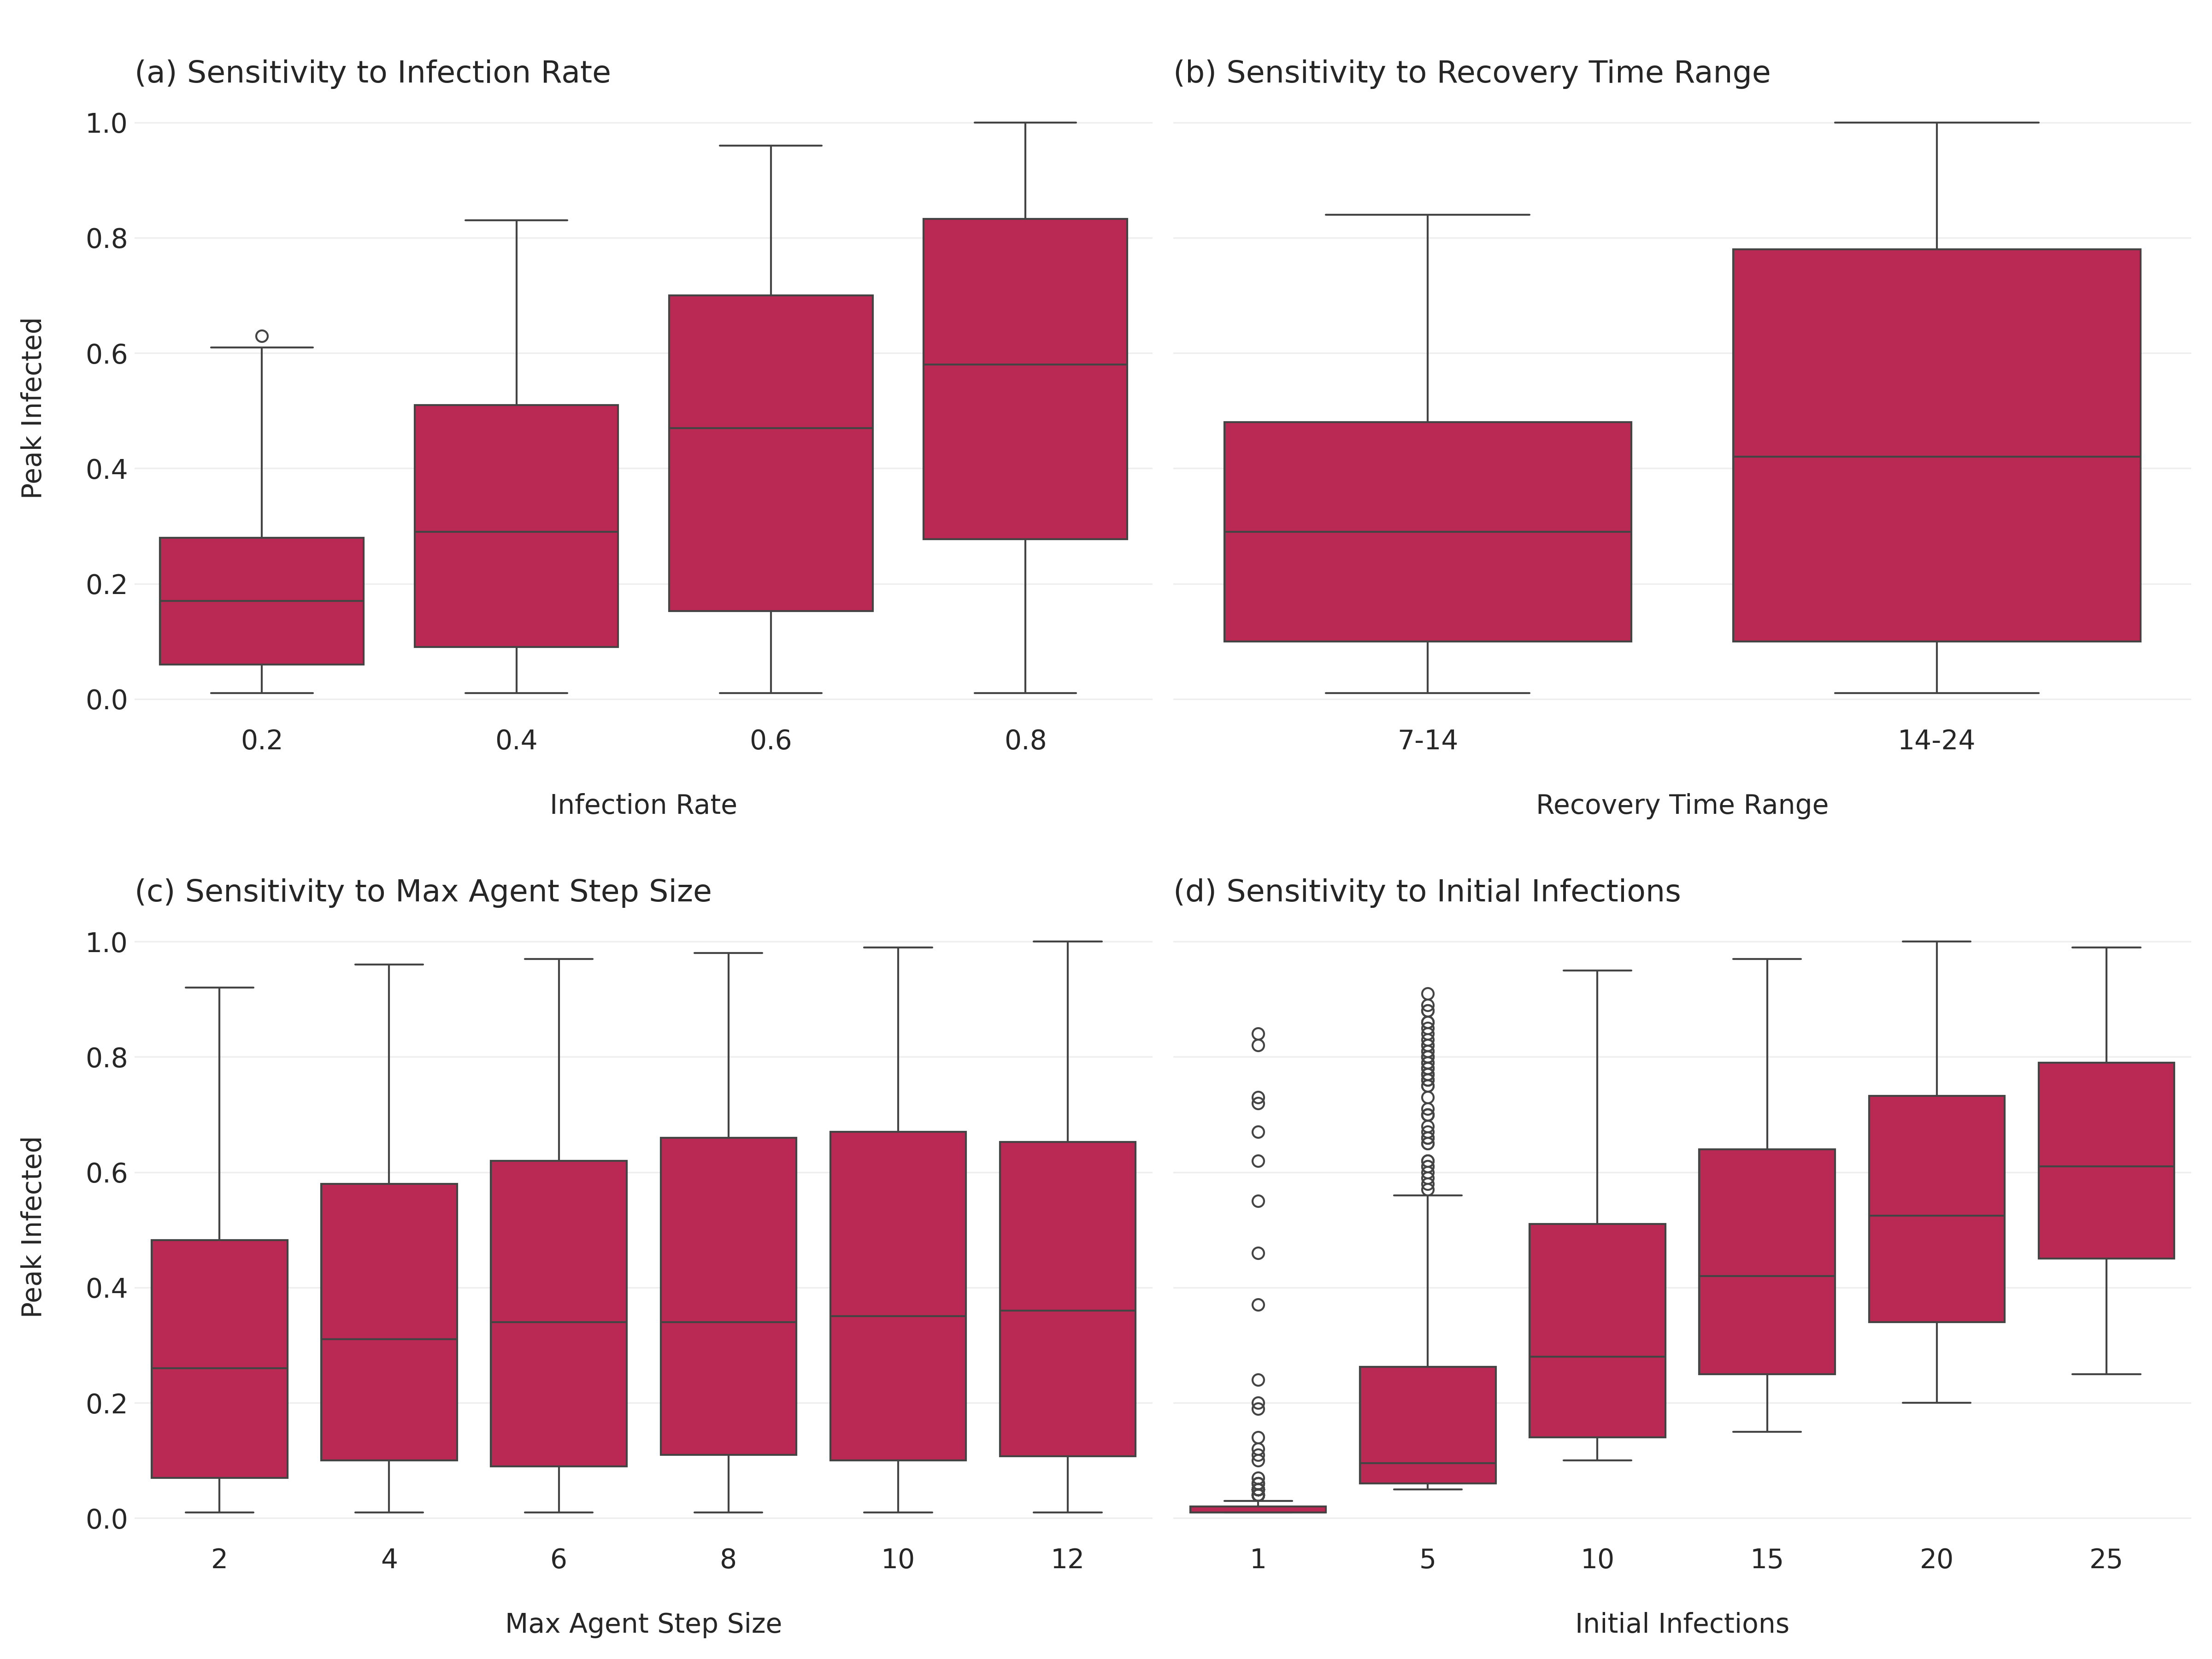 (a) Sensitivity to Infection Rate
Peak Infected
1.0
0.8
0.6
0.4
0.2
0.0
0.2 0.4 0.6 0.8
Infection Rate
(b) Sensitivity to Recovery Time Range
7-14 14-24
Recovery Time Range
(c) Sensitivity to Max Agent Step Size
Peak Infected
1.0
0.8
0.6
0.4
0.2
0.0
2 4 6 8 10 12
Max Agent Step Size
(d) Sensitivity to Initial Infections
1 5 10 15 20 25
Initial Infections